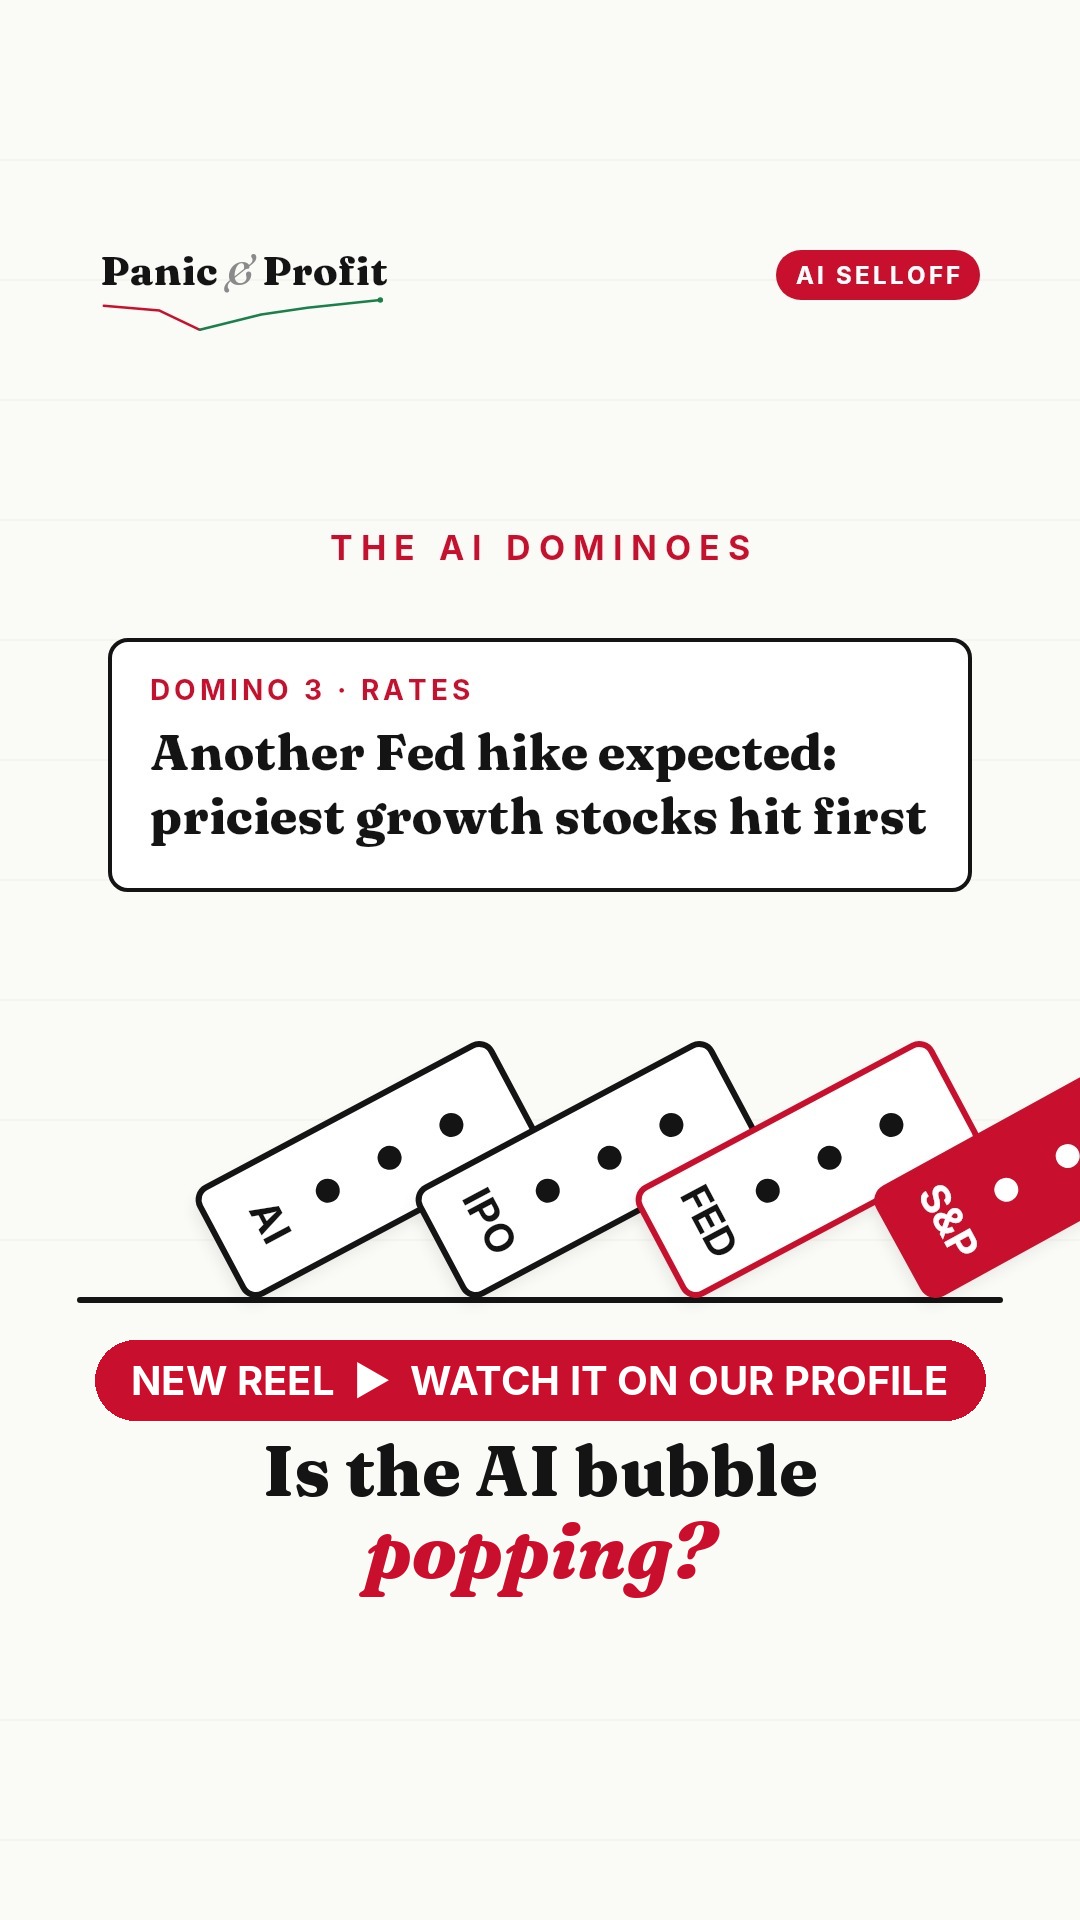 Panic & Profit
AI SELLOFF
THE AI DOMINOES
DOMINO 3 · RATES
Another Fed hike expected:
priciest growth stocks hit first
AI
IPO
FED
S&P
NEW REEL ▶ WATCH IT ON OUR PROFILE
Is the AI bubble
popping?